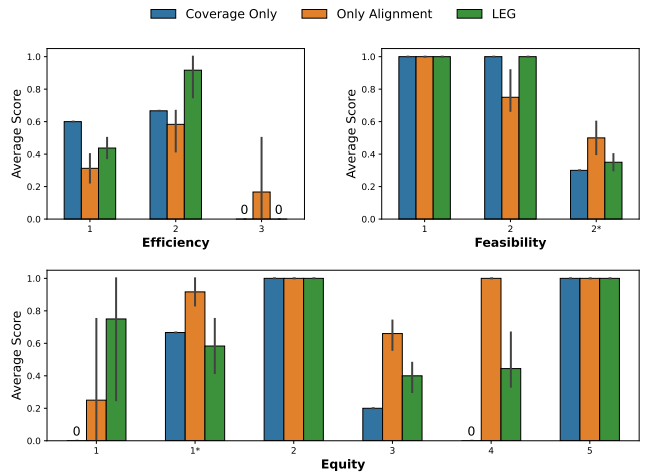 Coverage Only Only Alignment LEG
Average Score
1.0
0.8
0.6
0.4
0.2
0.0
0 0
1 2 3
Efficiency
Average Score
1.0
0.8
0.6
0.4
0.2
0.0
1 2 2*
Feasibility
Average Score
1.0
0.8
0.6
0.4
0.2
0.0
0 0
1 1* 2 3 4 5
Equity